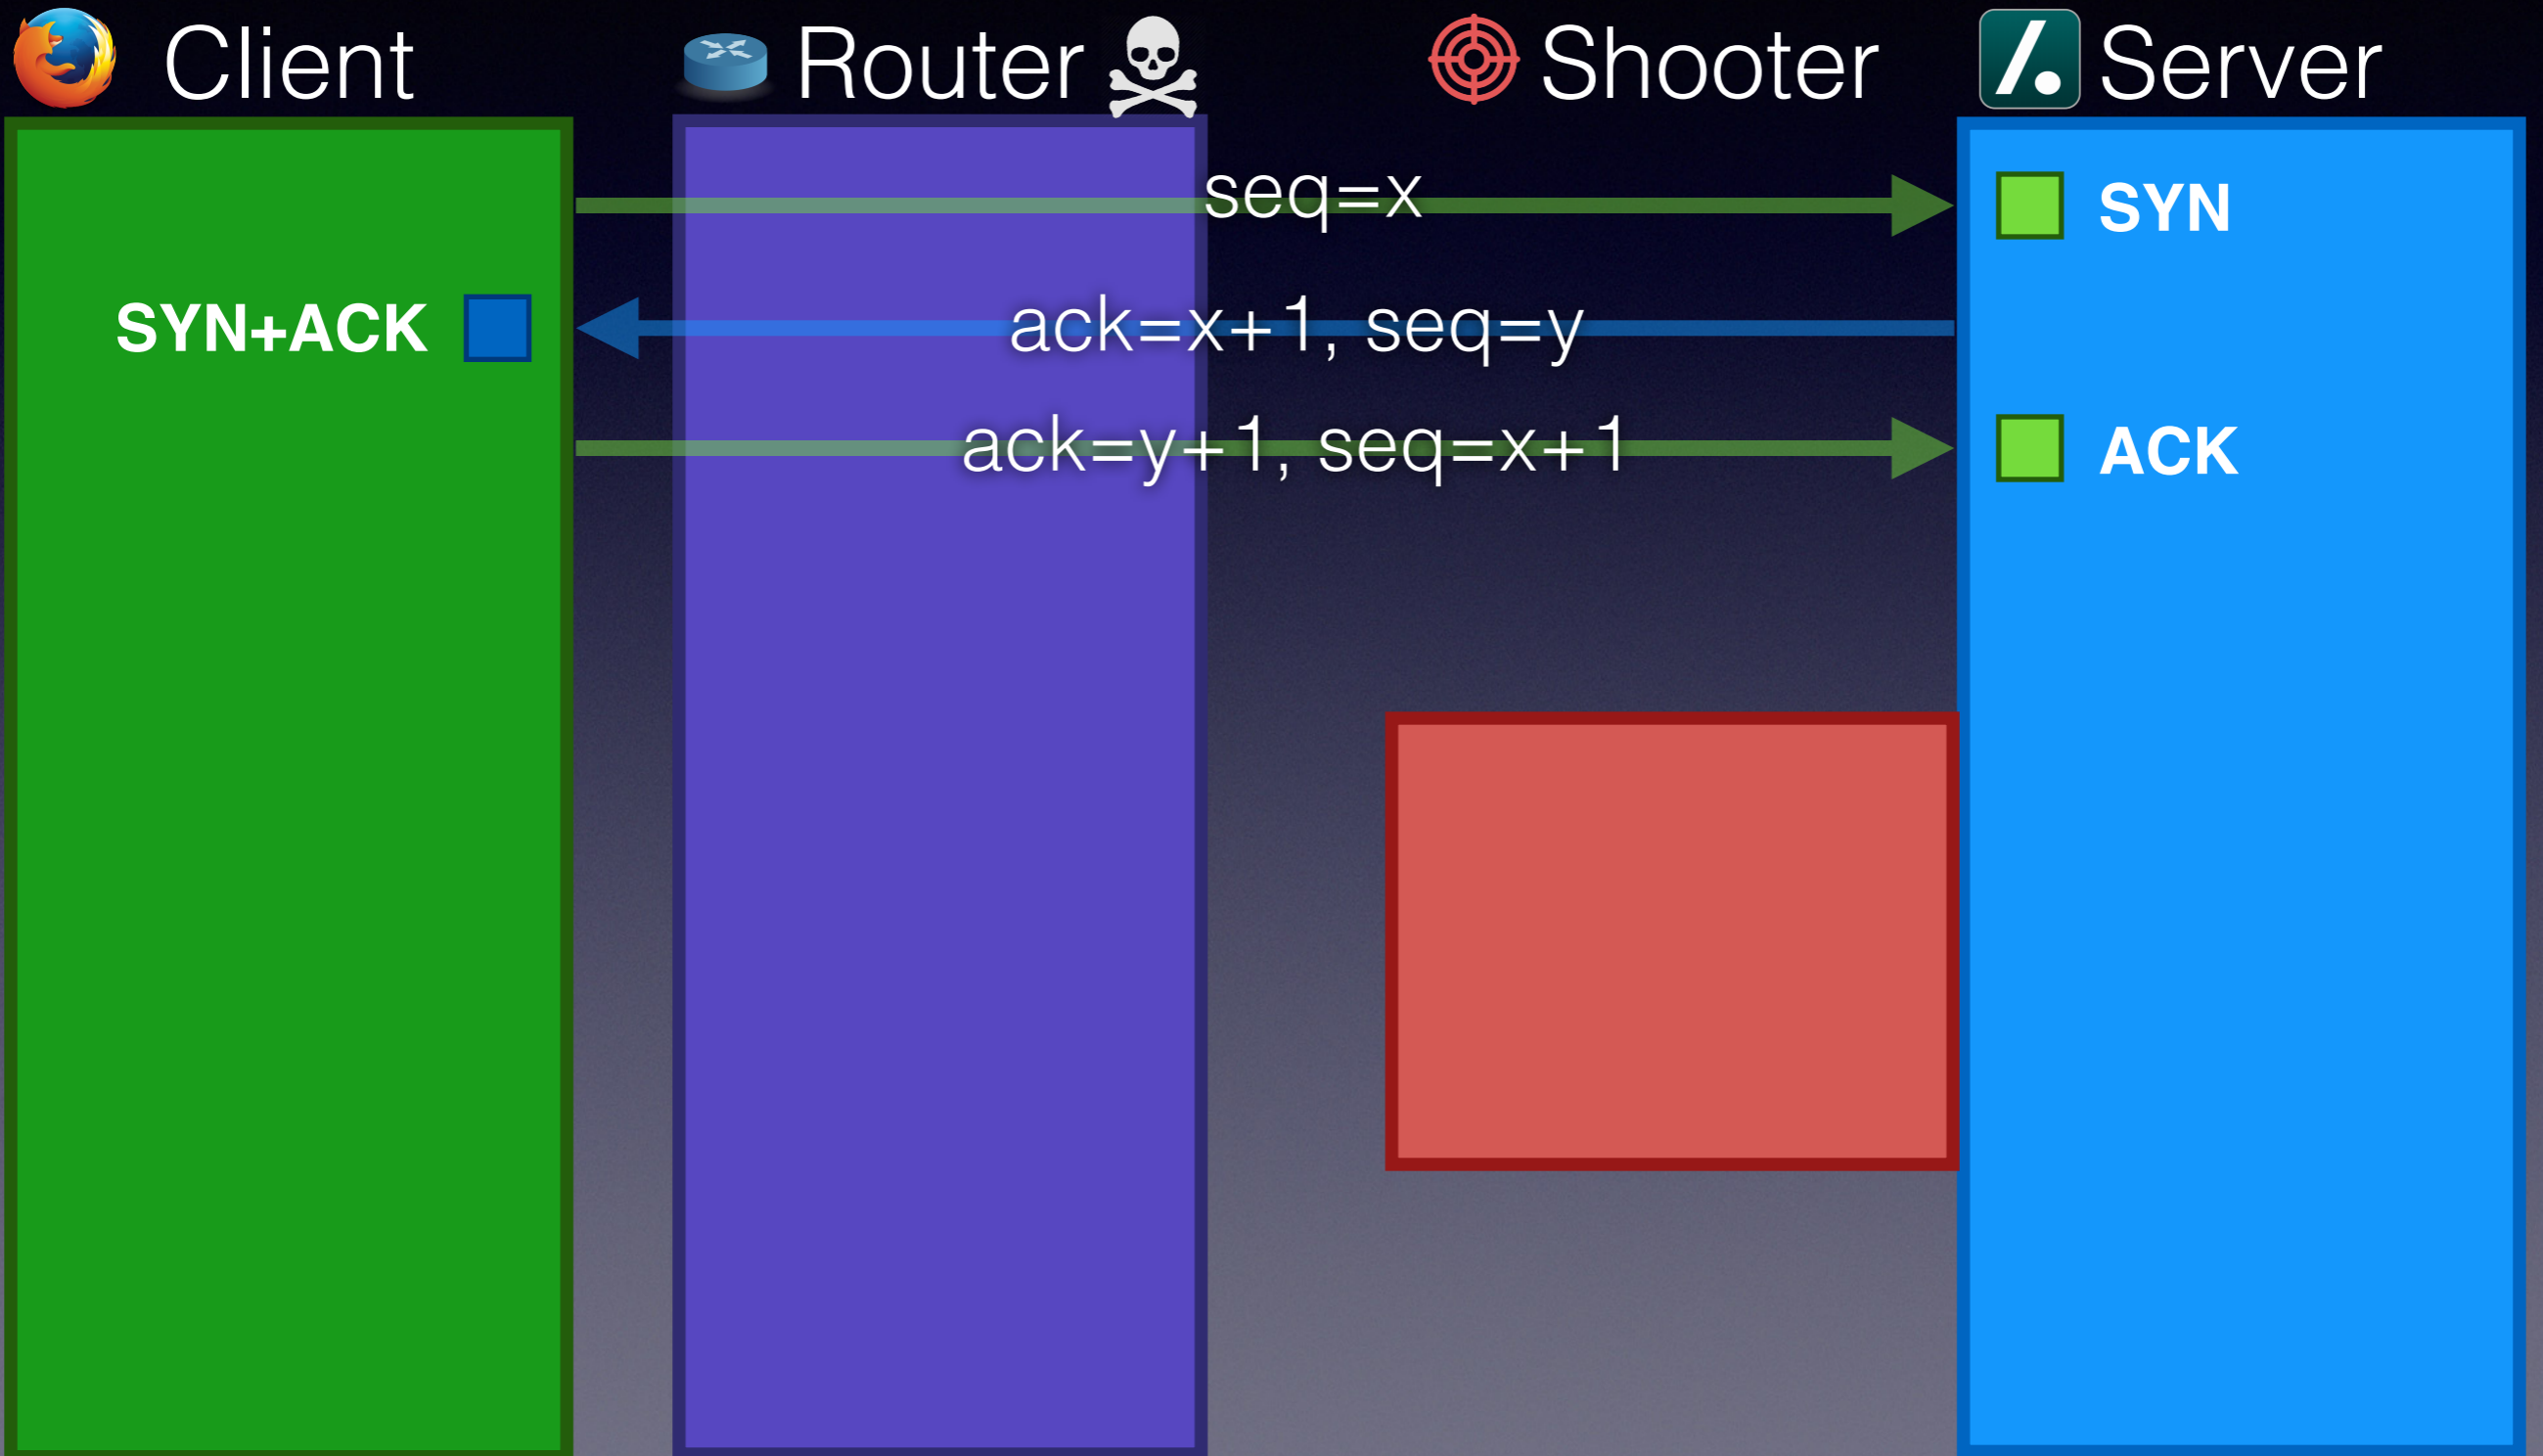 Client
Router
Shooter
Server
seq=x
SYN
SYN+ACK
ack=x+1, seq=y
ack=y+1, seq=x+1
ACK